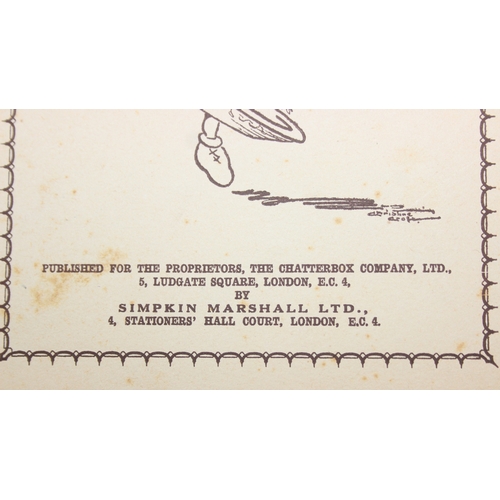 PUBLISHED FOR THE PROPRIETORS, THE CHATTERBOX COMPANY, LTD.,
5, LUDGATE SQUARE, LONDON, E.C. 4,
BY
SIMPKIN MARSHALL LTD.,
4, STATIONERS' HALL COURT, LONDON, E.C. 4.